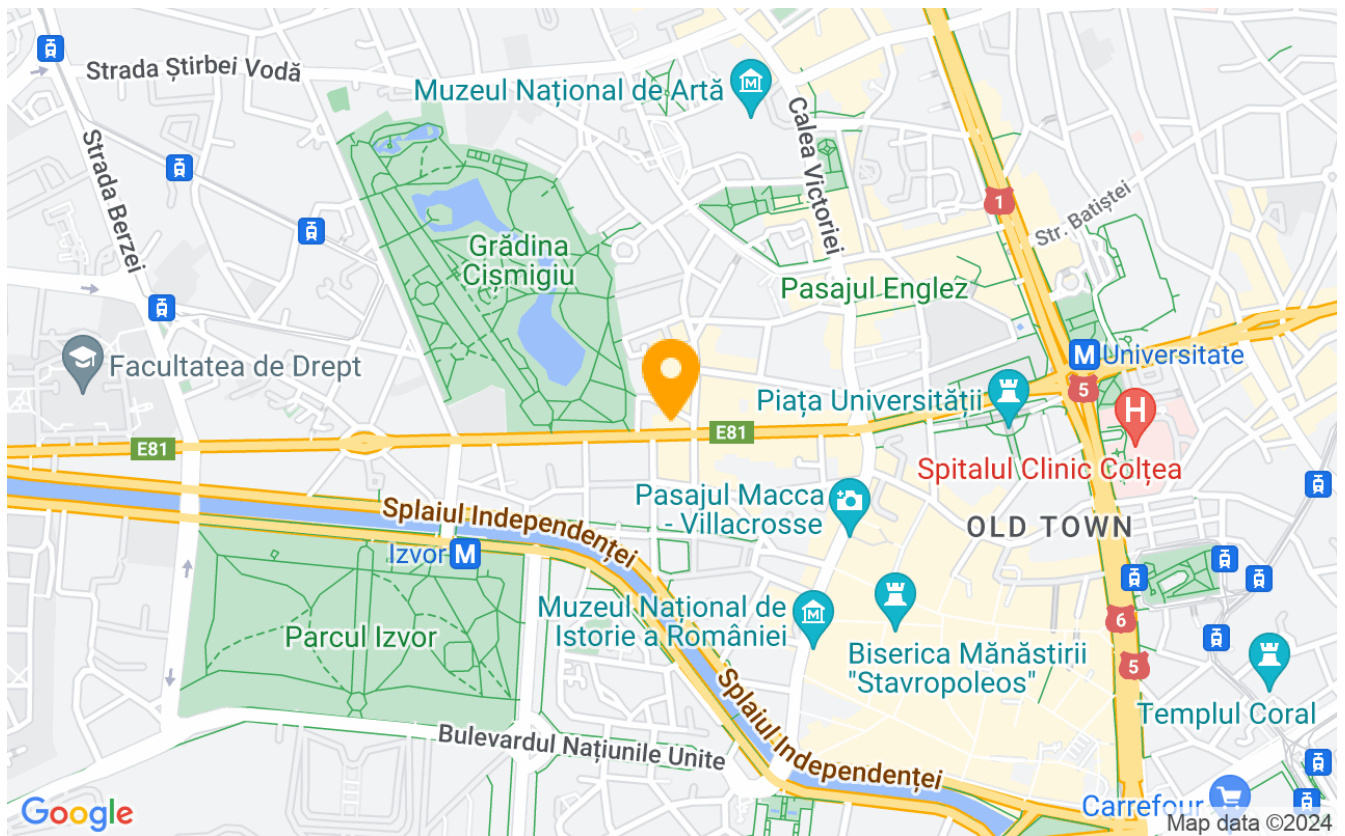 Strada Știrbei Vodă
Muzeul Național de Artă
Calea Victoriei
Strada Berzei
1
Str. Batiștei
Grădina
Cișmigiu
Pasajul Englez
Facultatea de Drept
M Universitate
5
Piața Universității
H
E81
E81
Spitalul Clinic Colțea
Pasajul Macca
- Villacrosse
OLD TOWN
Splaiul Independenței
Izvor M
Muzeul Național de
Istorie a României
6
Parcul Izvor
Biserica Mănăstirii
"Stavropoleos"
5
Splaiul Independenței
Templul Coral
Bulevardul Națiunile Unite
Google
Carrefour
Map data ©2024